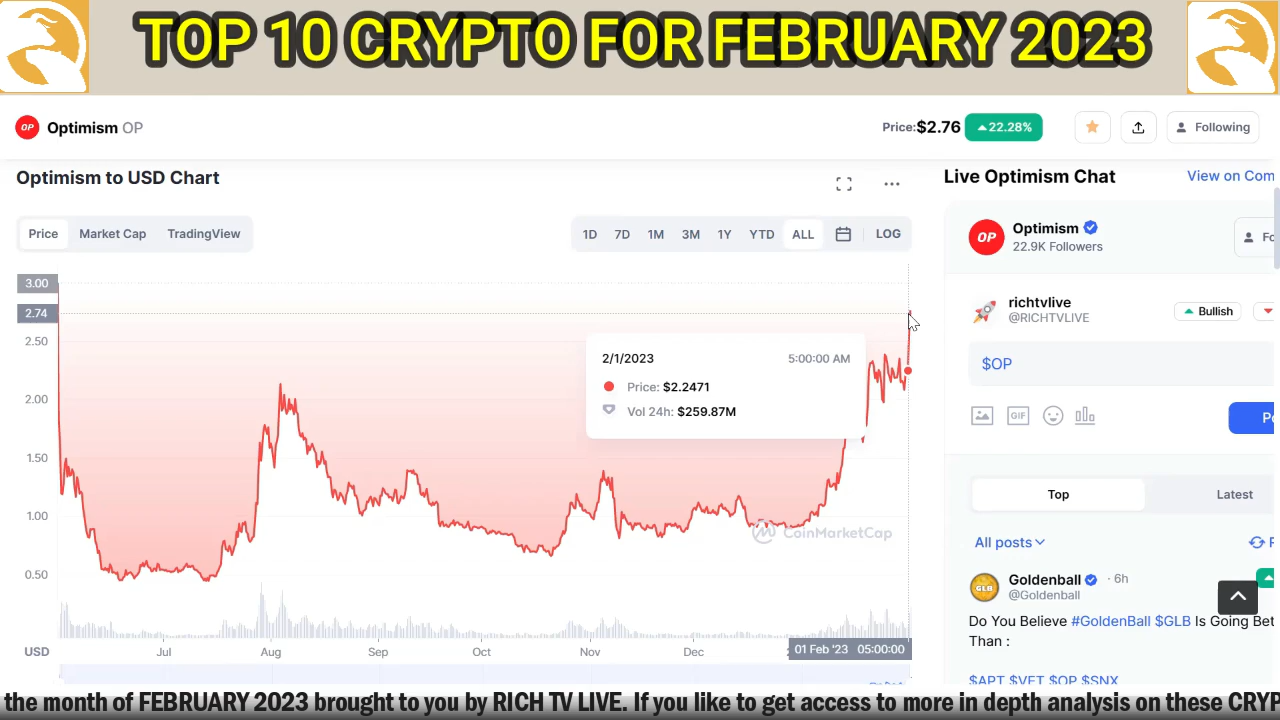 TOP 10 CRYPTO FOR FEBRUARY 2023
OP Optimism OP
Price:$2.76 22.28%
Following
Optimism to USD Chart
Live Optimism Chat
View on Com
Price Market Cap TradingView
1D 7D 1M 3M 1Y YTD ALL LOG
OP Optimism
22.9K Followers
Fo
3.00
2.74
2.50
2.00
1.50
1.00
0.50
2/1/2023 5:00:00 AM
Price: $2.2471
Vol 24h: $259.87M
CoinMarketCap
USD
Jul Aug Sep Oct Nov Dec
01 Feb '23 05:00:00
richtvlive
@RICHTVLIVE
Bullish
$OP
GIF
Top Latest
All posts
GLB
Goldenball · 6h
@Goldenball
Do You Believe #GoldenBall $GLB Is Going Bet
Than :
$APT $VET $OP $SNX
the month of FEBRUARY 2023 brought to you by RICH TV LIVE. If you like to get access to more in depth analysis on these CRYP